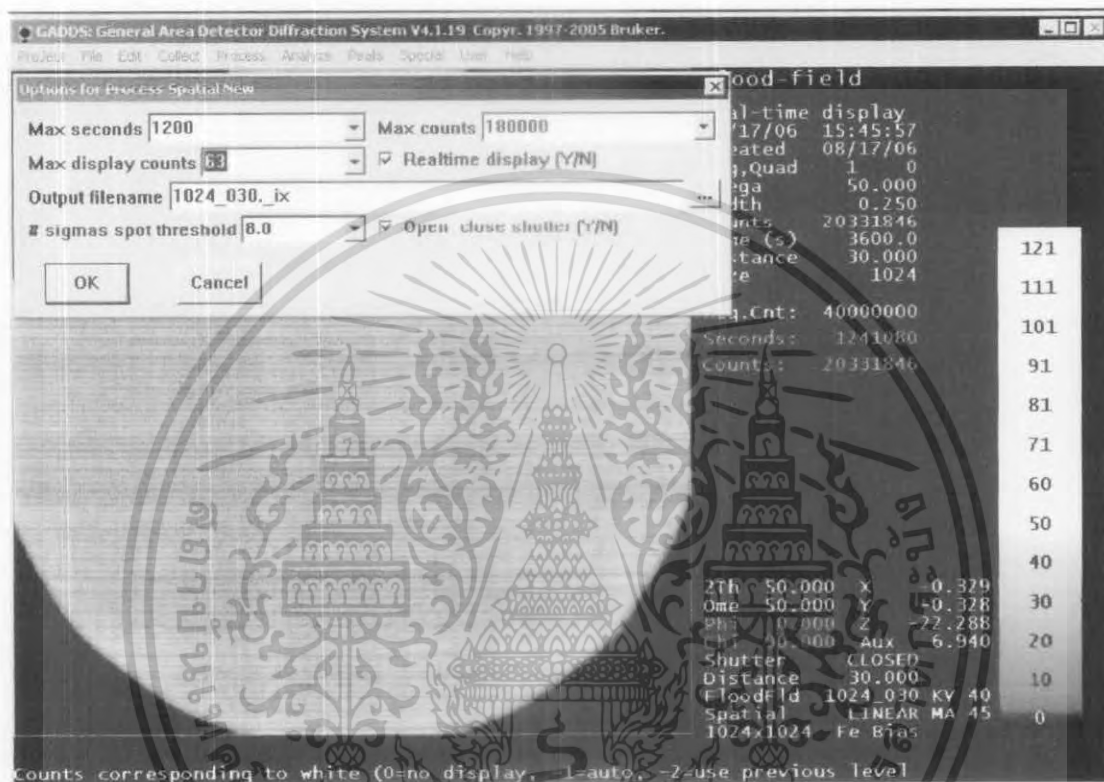 GADDS: General Area Detector Diffraction System V4.1.19 Copyr. 1997-2005 Bruker.
Project File Edit Collect Process Analyze Peaks Special User Help
Options for Process Spatial New
Max seconds 1200 Max counts 180000
Max display counts 63 Realtime display (Y/N)
Output filename 1024_030._ix ...
# sigmas spot threshold 8.0 Open close shutter (Y/N)
OK Cancel
ood-field
al-time display
/17/06 15:45:57
eated 08/17/06
,Quad 1 0
ega 50.000
dth 0.250
unts 20331846
me (s) 3600.0
tance 30.000
ze 1024
q.Cnt: 40000000
Seconds: 1241080
Counts: 20331846
121
111
101
91
81
71
60
50
40
30
20
10
0
2Th 50.000 X 0.329
Ome 50.000 Y -0.328
Phi Z -22.288
Chi Aux 6.940
Shutter CLOSED
Distance 30.000
FloodFld 1024_030 KV 40
Spatial LINEAR MA 45
1024x1024 Fe Bias
Counts corresponding to white (0=no display, -1=auto, -2=use previous level